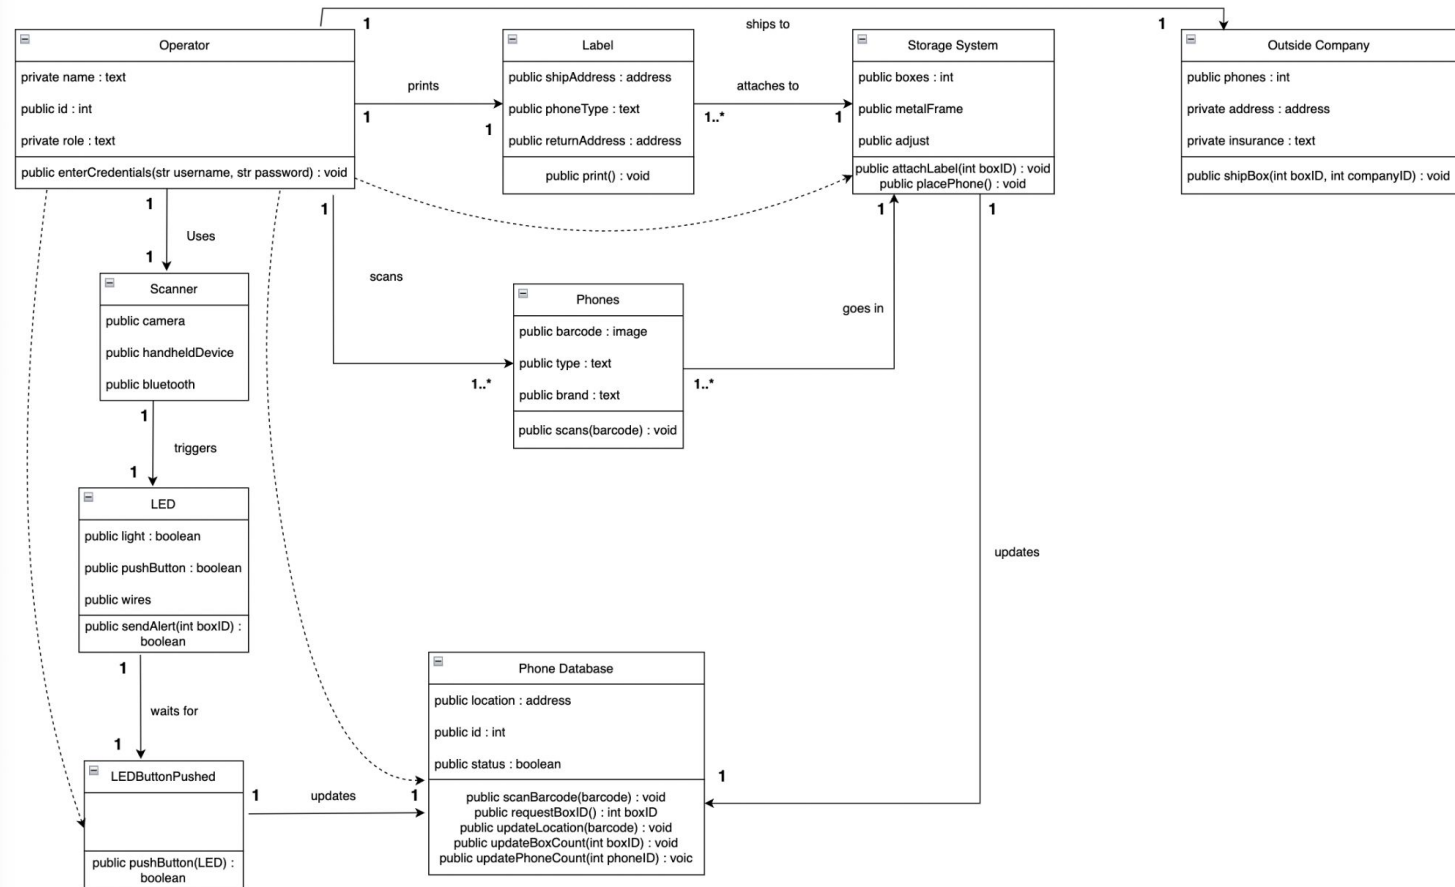 1
ships to
1
Operator
private name : text
public id : int
private role : text
public enterCredentials(str username, str password) : void
prints
1
1
Label
public shipAddress : address
public phoneType : text
public returnAddress : address
public print() : void
attaches to
1..*
1
Storage System
public boxes : int
public metalFrame
public adjust
public attachLabel(int boxID) : void
public placePhone() : void
Outside Company
public phones : int
private address : address
private insurance : text
public shipBox(int boxID, int companyID) : void
1
Uses
1
1
scans
1..*
1
1
Scanner
public camera
public handheldDevice
public bluetooth
Phones
public barcode : image
public type : text
public brand : text
public scans(barcode) : void
goes in
1..*
1
triggers
1
LED
public light : boolean
public pushButton : boolean
public wires
public sendAlert(int boxID) :
boolean
updates
1
waits for
1
LEDButtonPushed
public pushButton(LED) :
boolean
1
updates
1
Phone Database
public location : address
public id : int
public status : boolean
public scanBarcode(barcode) : void
public requestBoxID() : int boxID
public updateLocation(barcode) : void
public updateBoxCount(int boxID) : void
public updatePhoneCount(int phoneID) : voic
1